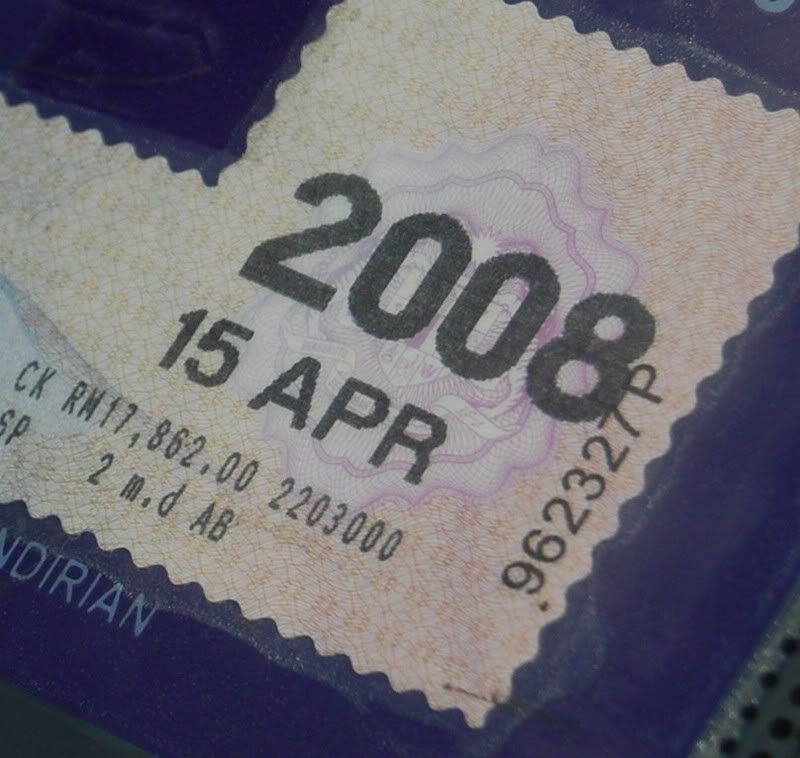 2008
15 APR
CK RM17,862.00 2203000
SP
2 m.d AB
.962327P
NDIRIAN